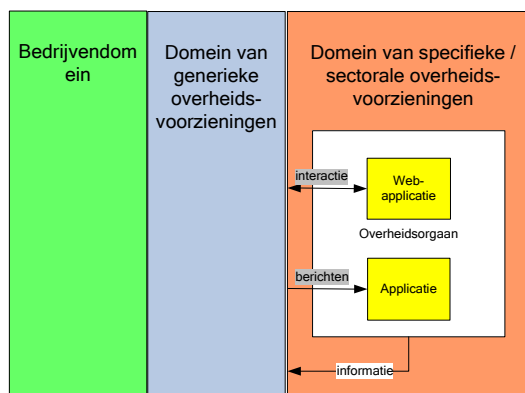 Bedrijvendom
ein
Domein van
generieke
overheids-
voorzieningen
Domein van specifieke /
sectorale overheids-
voorzieningen
interactie
Web-
applicatie
Overheidsorgaan
berichten
Applicatie
informatie